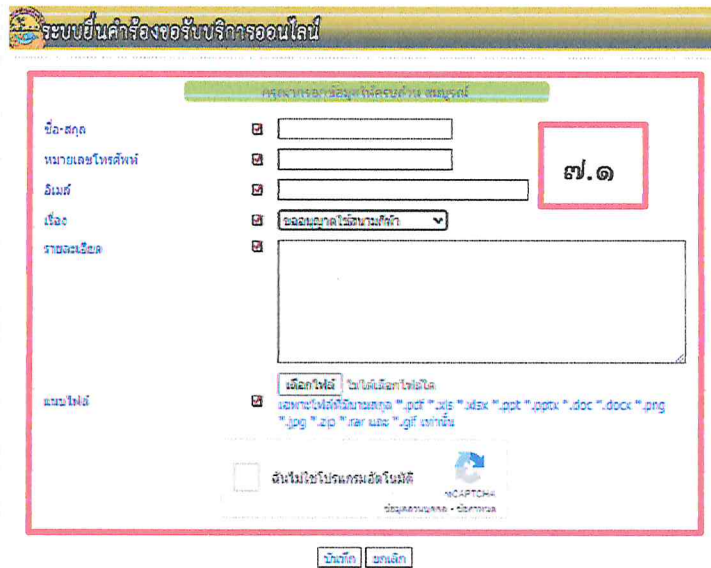 ระบบยื่นคำร้องขอรับบริการออนไลน์
กรุณากรอกข้อมูลให้ครบถ้วน สมบูรณ์
ชื่อ-สกุล
หมายเลขโทรศัพท์
๗.๑
อีเมล์
เรื่อง ขออนุญาตใช้สนามกีฬา
รายละเอียด
เลือกไฟล์ ไม่ได้เลือกไฟล์ใด
แนบไฟล์ เฉพาะไฟล์ที่มีนามสกุล *.pdf *.xls *.xlsx *.ppt *.pptx *.doc *.docx *.png
*.jpg *.zip *.rar และ *.gif เท่านั้น
ฉันไม่ใช่โปรแกรมอัตโนมัติ
reCAPTCHA
ข้อมูลส่วนบุคคล - ข้อกำหนด
บันทึก ยกเลิก